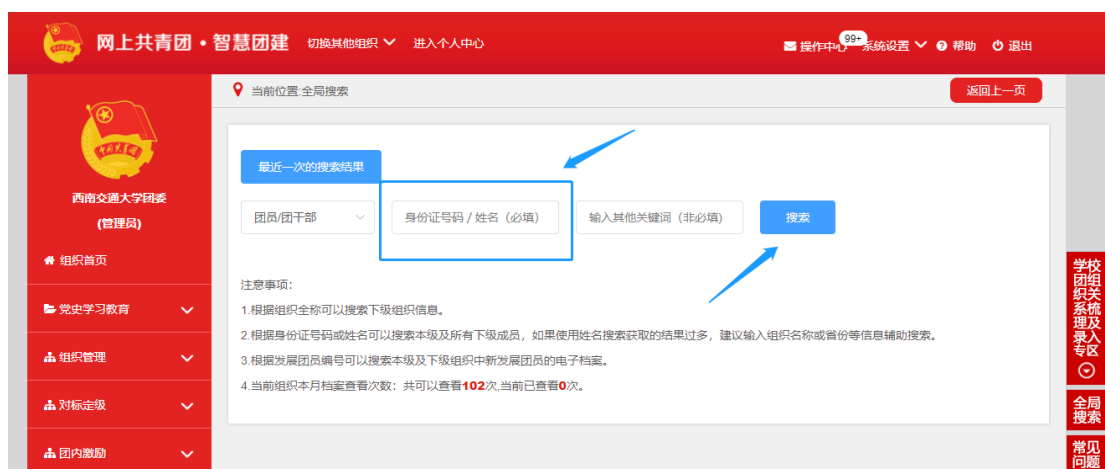 网上共青团・智慧团建 切换其他组织 进入个人中心 操作中心 99+ 系统设置 帮助 退出
当前位置:全局搜索 返回上一页
西南交通大学团委
(管理员)
组织首页
党史学习教育
组织管理
对标定级
团内激励
最近一次的搜索结果
团员/团干部 身份证号码 / 姓名（必填） 输入其他关键词（非必填） 搜索
注意事项：
1.根据组织全称可以搜索下级组织信息。
2.根据身份证号码或姓名可以搜索本级及所有下级成员，如果使用姓名搜索获取的结果过多，建议输入组织名称或省份等信息辅助搜索。
3.根据发展团员编号可以搜索本级及下级组织中新发展团员的电子档案。
4.当前组织本月档案查看次数：共可以查看102次,当前已查看0次。
学校团组织关系梳理及录入专区
全局搜索
常见问题